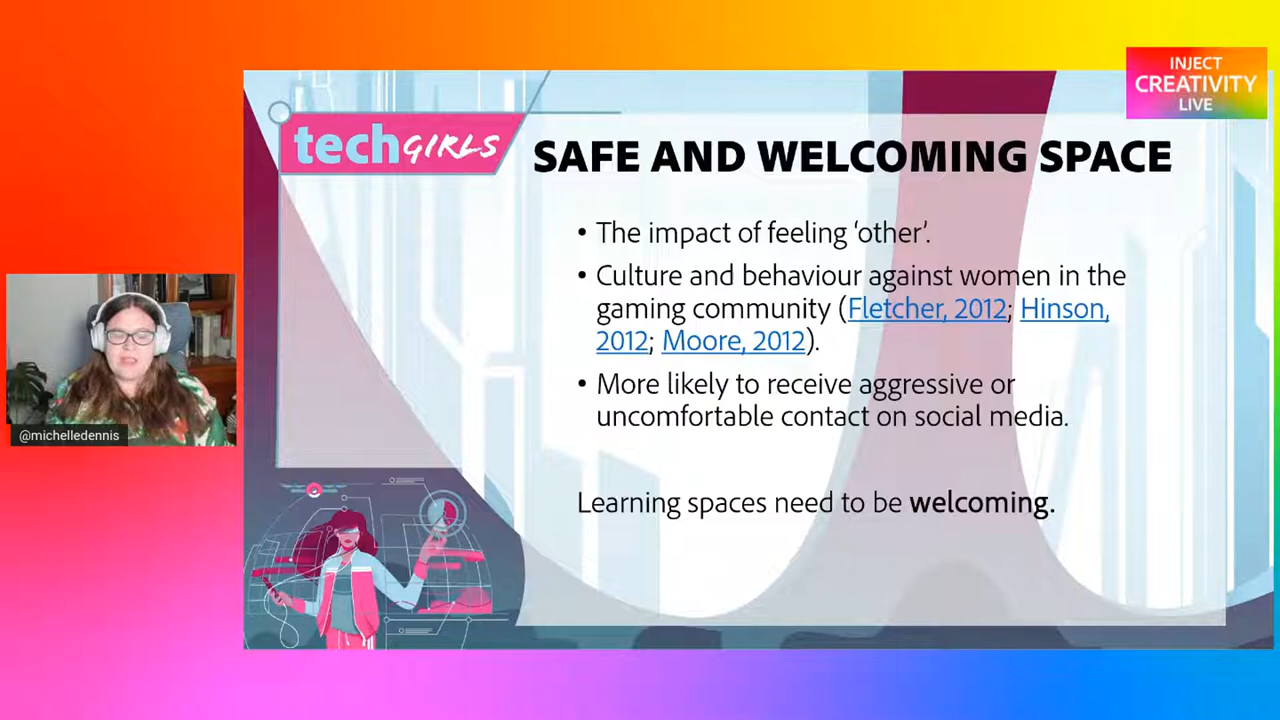 INJECT
CREATIVITY
LIVE
techGIRLS
SAFE AND WELCOMING SPACE
• The impact of feeling ‘other’.
• Culture and behaviour against women in the
gaming community (Fletcher, 2012; Hinson,
2012; Moore, 2012).
• More likely to receive aggressive or
uncomfortable contact on social media.
Learning spaces need to be welcoming.
@michelledennis